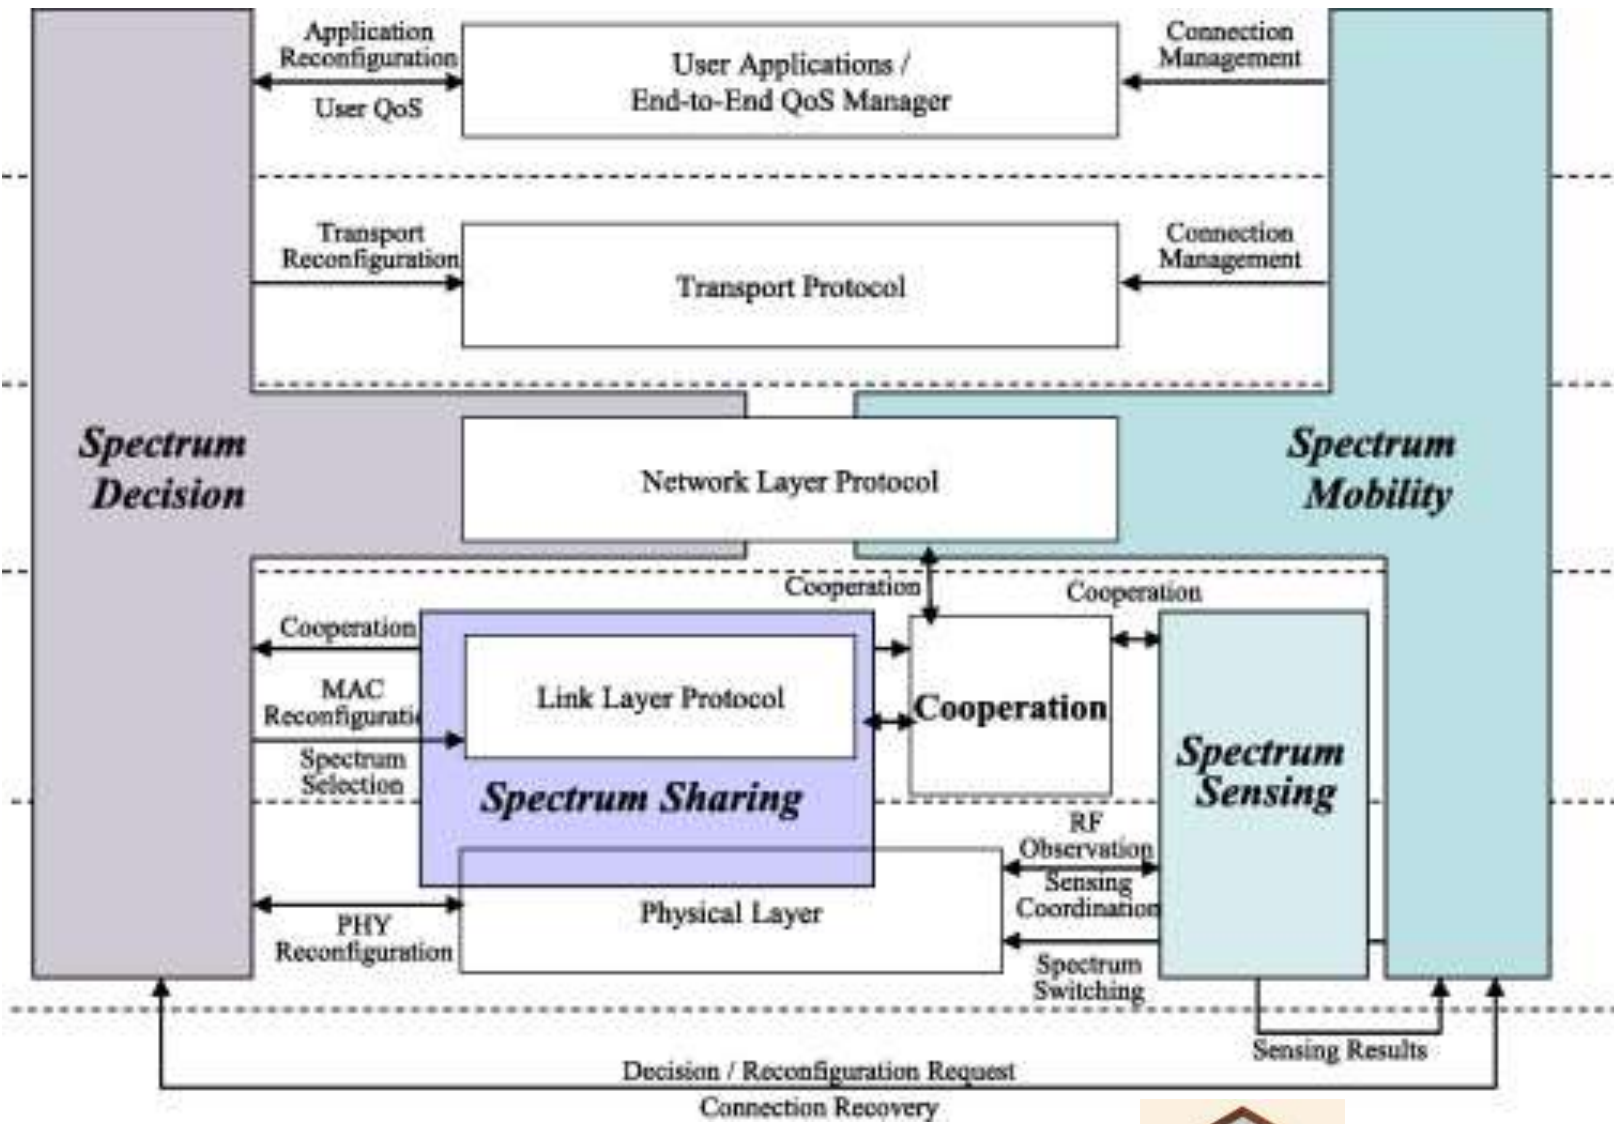 Application
Reconfiguration
User QoS
User Applications /
End-to-End QoS Manager
Connection
Management
Transport
Reconfiguration
Transport Protocol
Connection
Management
Spectrum
Decision
Network Layer Protocol
Spectrum
Mobility
Cooperation
Cooperation
Cooperation
MAC
Reconfiguratio
Spectrum
Selection
Link Layer Protocol
Spectrum Sharing
Cooperation
Spectrum
Sensing
RF
Observation
Sensing
Coordination
PHY
Reconfiguration
Physical Layer
Spectrum
Switching
Sensing Results
Decision / Reconfiguration Request
Connection Recovery